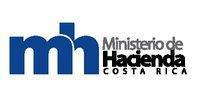 mh
Ministerio de
Hacienda
COSTA RICA